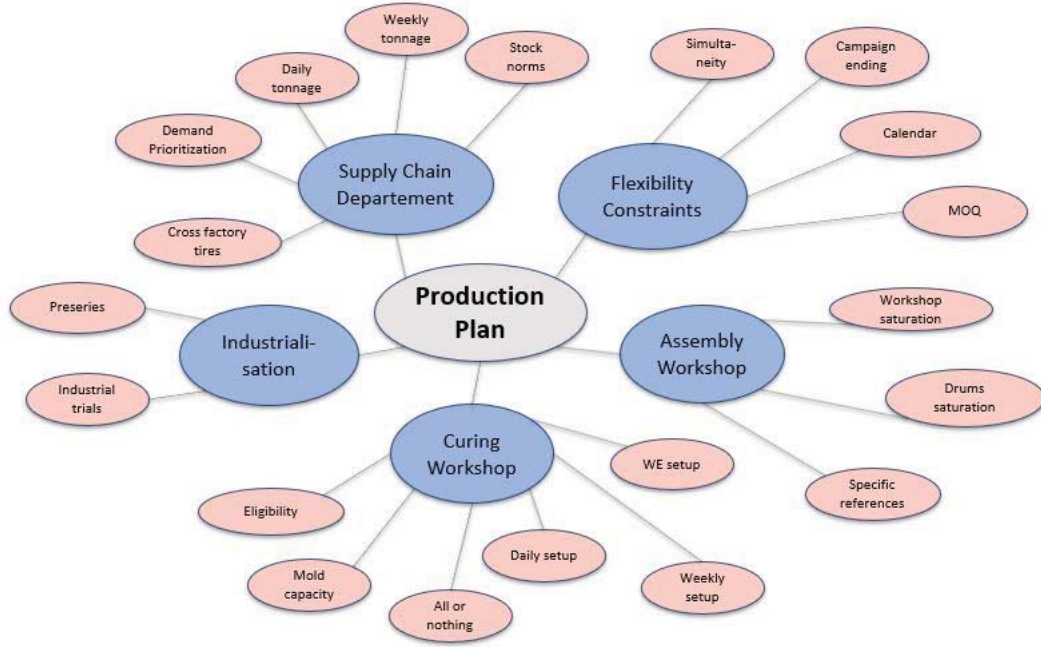 Weekly
tonnage
Stock
norms
Daily
tonnage
Demand
Prioritization
Cross factory
tires
Supply Chain
Departement
Simulta-
neity
Campaign
ending
Calendar
MOQ
Flexibility
Constraints
Production
Plan
Preseries
Industrial
trials
Industriali-
sation
Assembly
Workshop
Workshop
saturation
Drums
saturation
Specific
references
Curing
Workshop
Eligibility
Mold
capacity
All or
nothing
Daily setup
WE setup
Weekly
setup